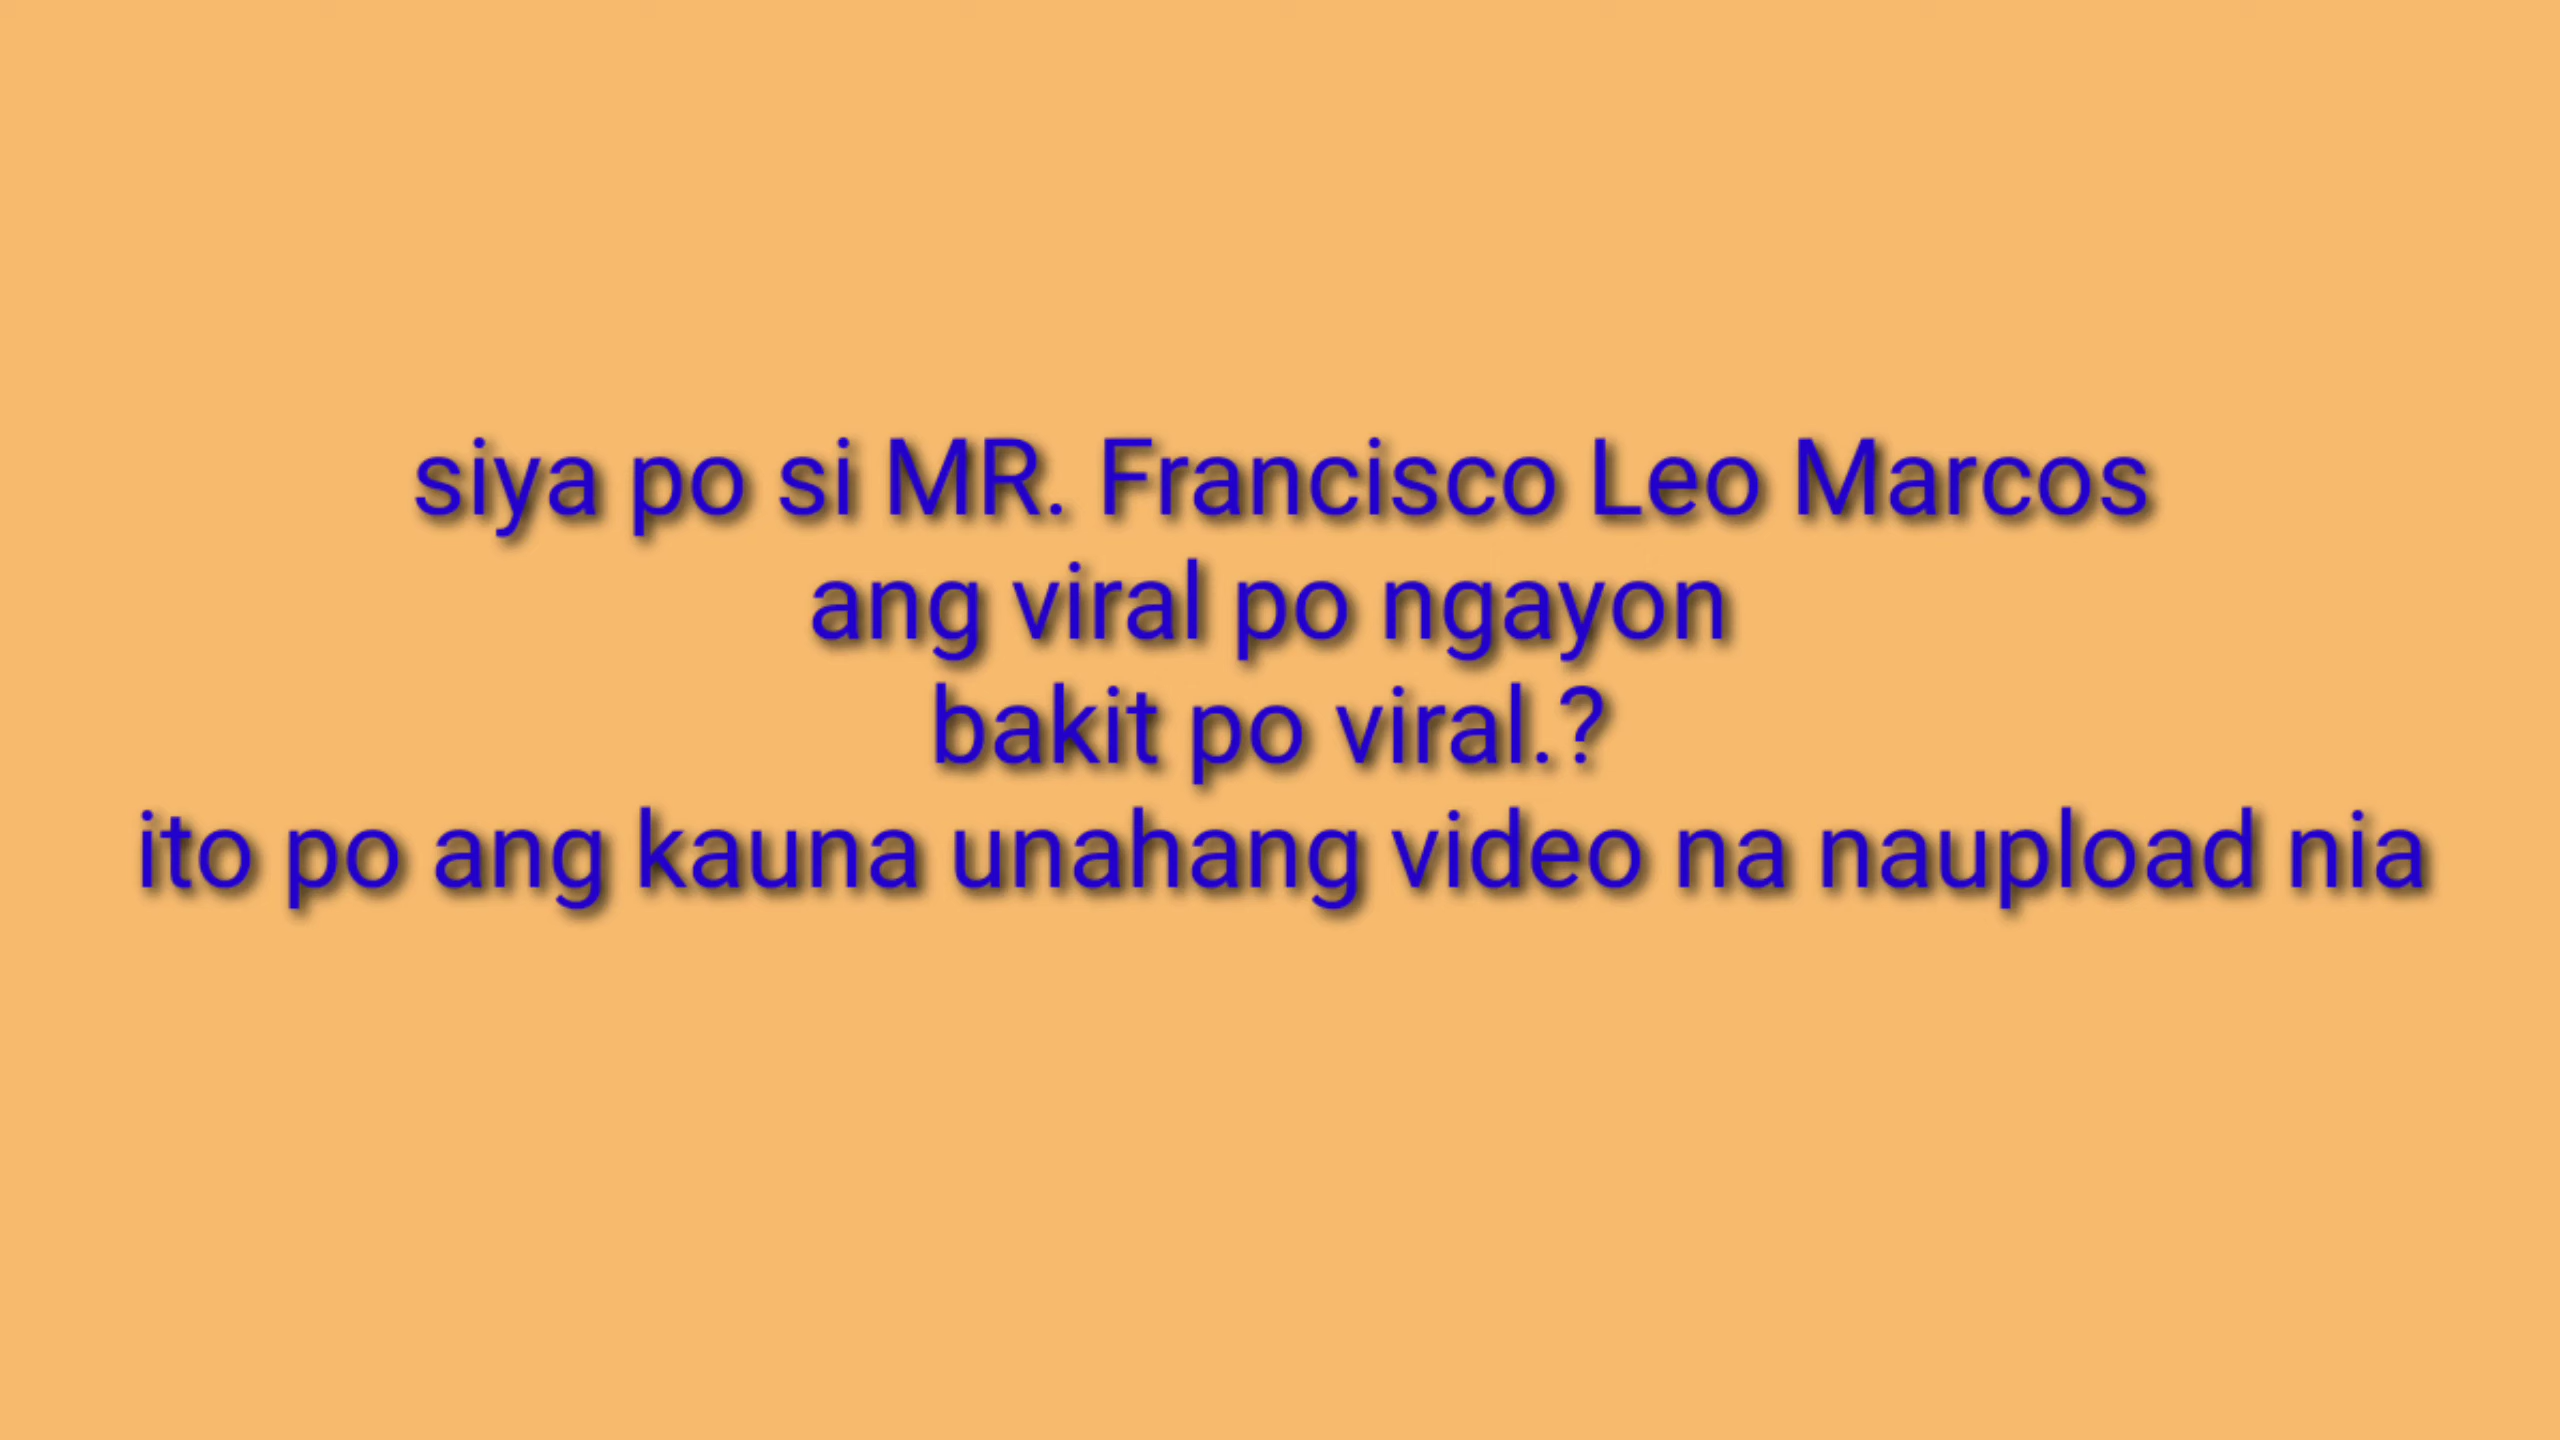 siya po si MR. Francisco Leo Marcos
ang viral po ngayon
bakit po viral.?
ito po ang kauna unahang video na naupload nia